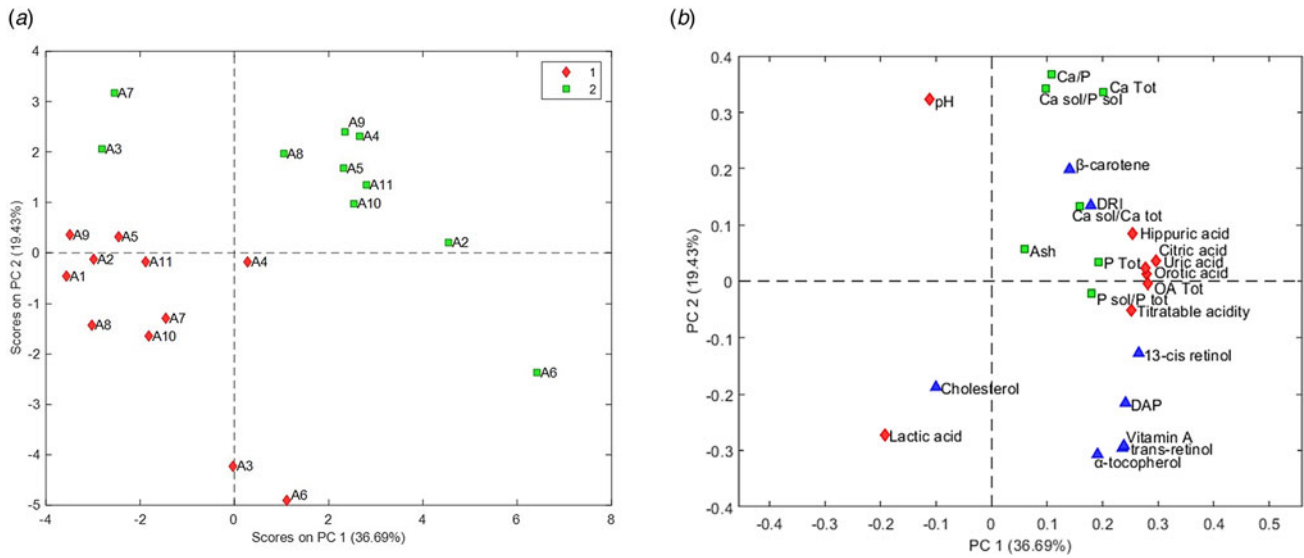 (a)
4
3
2
1
0
-1
-2
-3
-4
-5
Scores on PC 2 (19.43%)
1
2
A7
A3
A9
A4
A8
A5
A11
A10
A2
A6
A9
A5
A2
A11
A1
A4
A8
A7
A10
A3
A6
-4
-2
0
2
4
6
8
Scores on PC 1 (36.69%)
(b)
0.4
0.3
0.2
0.1
0
-0.1
-0.2
-0.3
-0.4
PC 2 (19.43%)
Ca/P
Ca Tot
Ca sol/P sol
pH
β-carotene
DRI
Ca sol/Ca tot
Hippuric acid
Ash
Citric acid
Uric acid
P Tot
Orotic acid
OA Tot
P sol/P tot
Titratable acidity
13-cis retinol
Cholesterol
DAP
Lactic acid
Vitamin A
trans-retinol
α-tocopherol
-0.4
-0.3
-0.2
-0.1
0
0.1
0.2
0.3
0.4
0.5
PC 1 (36.69%)